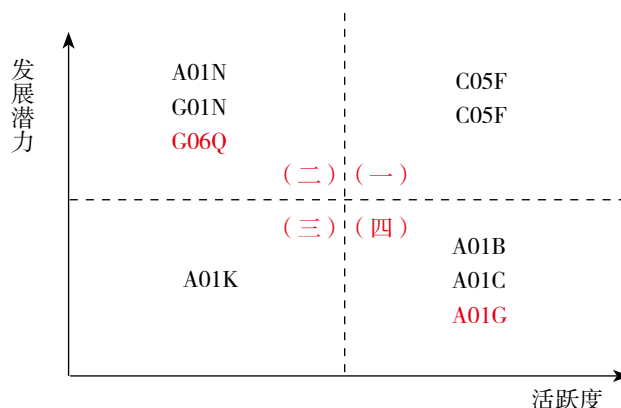 发展潜力
A01N
G01N
G06Q
C05F
C05F
(二)
(一)
(三)
(四)
A01K
A01B
A01C
A01G
活跃度